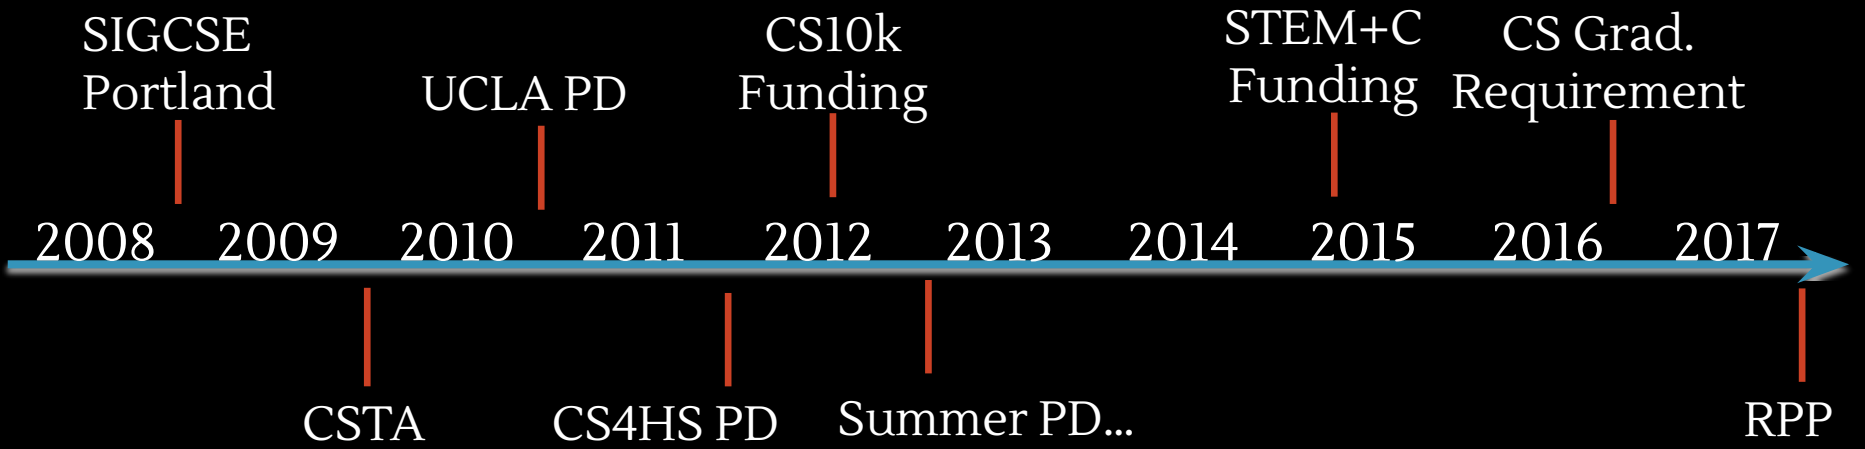 SIGCSE
Portland
UCLA PD
CS10k
Funding
STEM+C
Funding
CS Grad.
Requirement
2008 2009 2010 2011 2012 2013 2014 2015 2016 2017
CSTA
CS4HS PD
Summer PD...
RPP